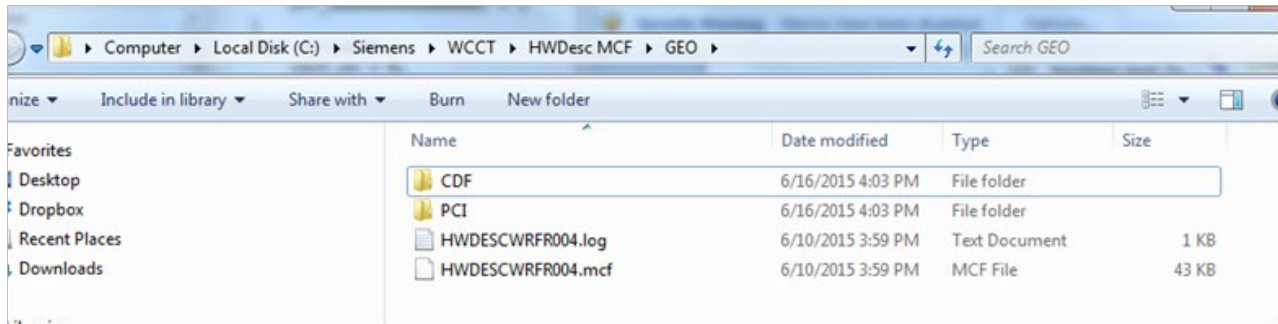 Computer Local Disk (C:) Siemens WCCT HWDesc MCF GEO Search GEO
nize Include in library Share with Burn New folder
Name Date modified Type Size
Favorites
Desktop
Dropbox
Recent Places
Downloads
CDF 6/16/2015 4:03 PM File folder
PCI 6/16/2015 4:03 PM File folder
HWDESCWRFR004.log 6/10/2015 3:59 PM Text Document 1 KB
HWDESCWRFR004.mcf 6/10/2015 3:59 PM MCF File 43 KB